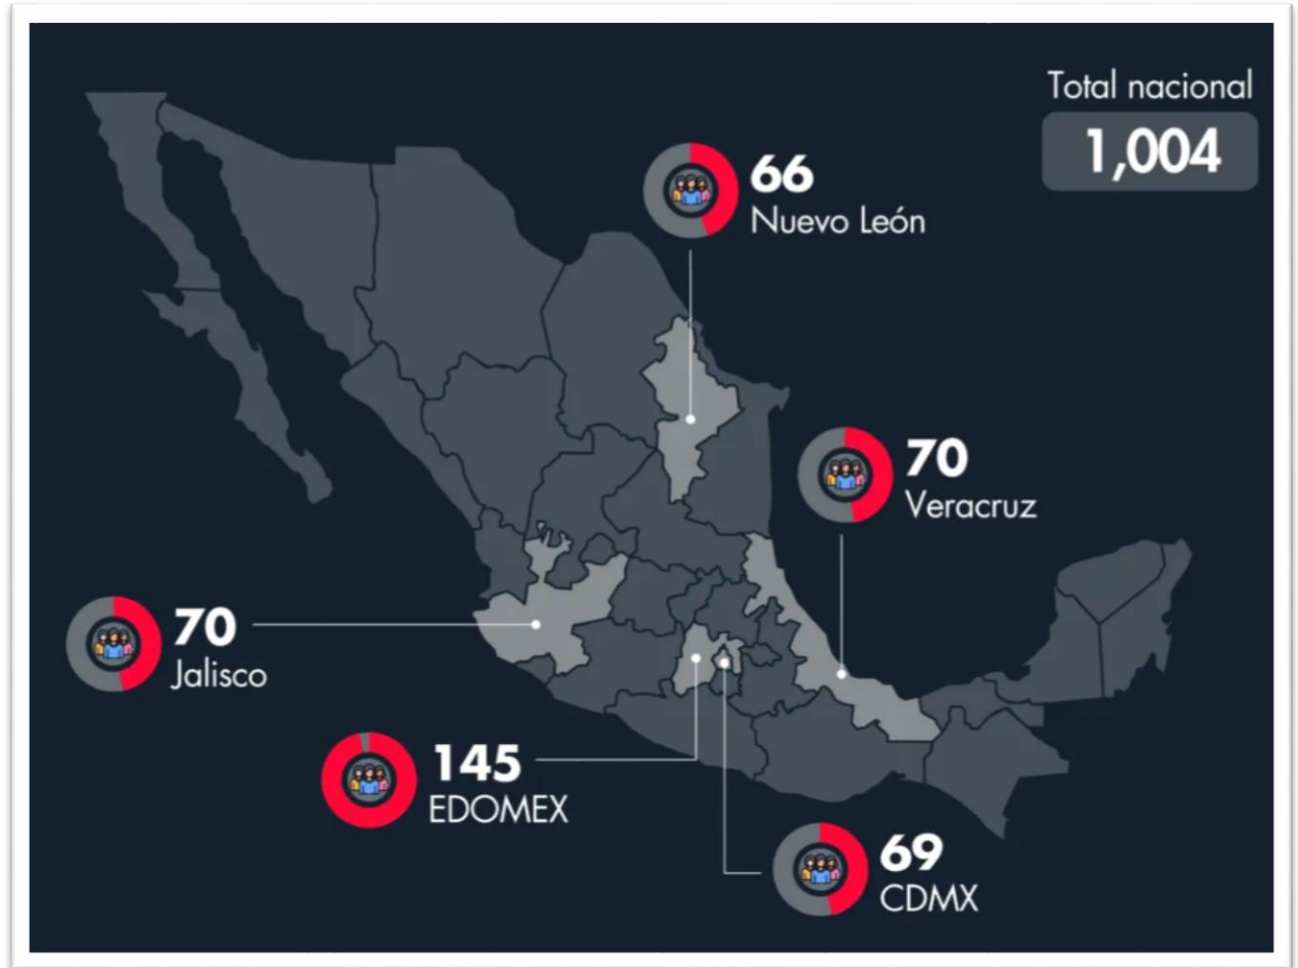 Total nacional
1,004
66
Nuevo León
70
Veracruz
70
Jalisco
145
EDOMEX
69
CDMX